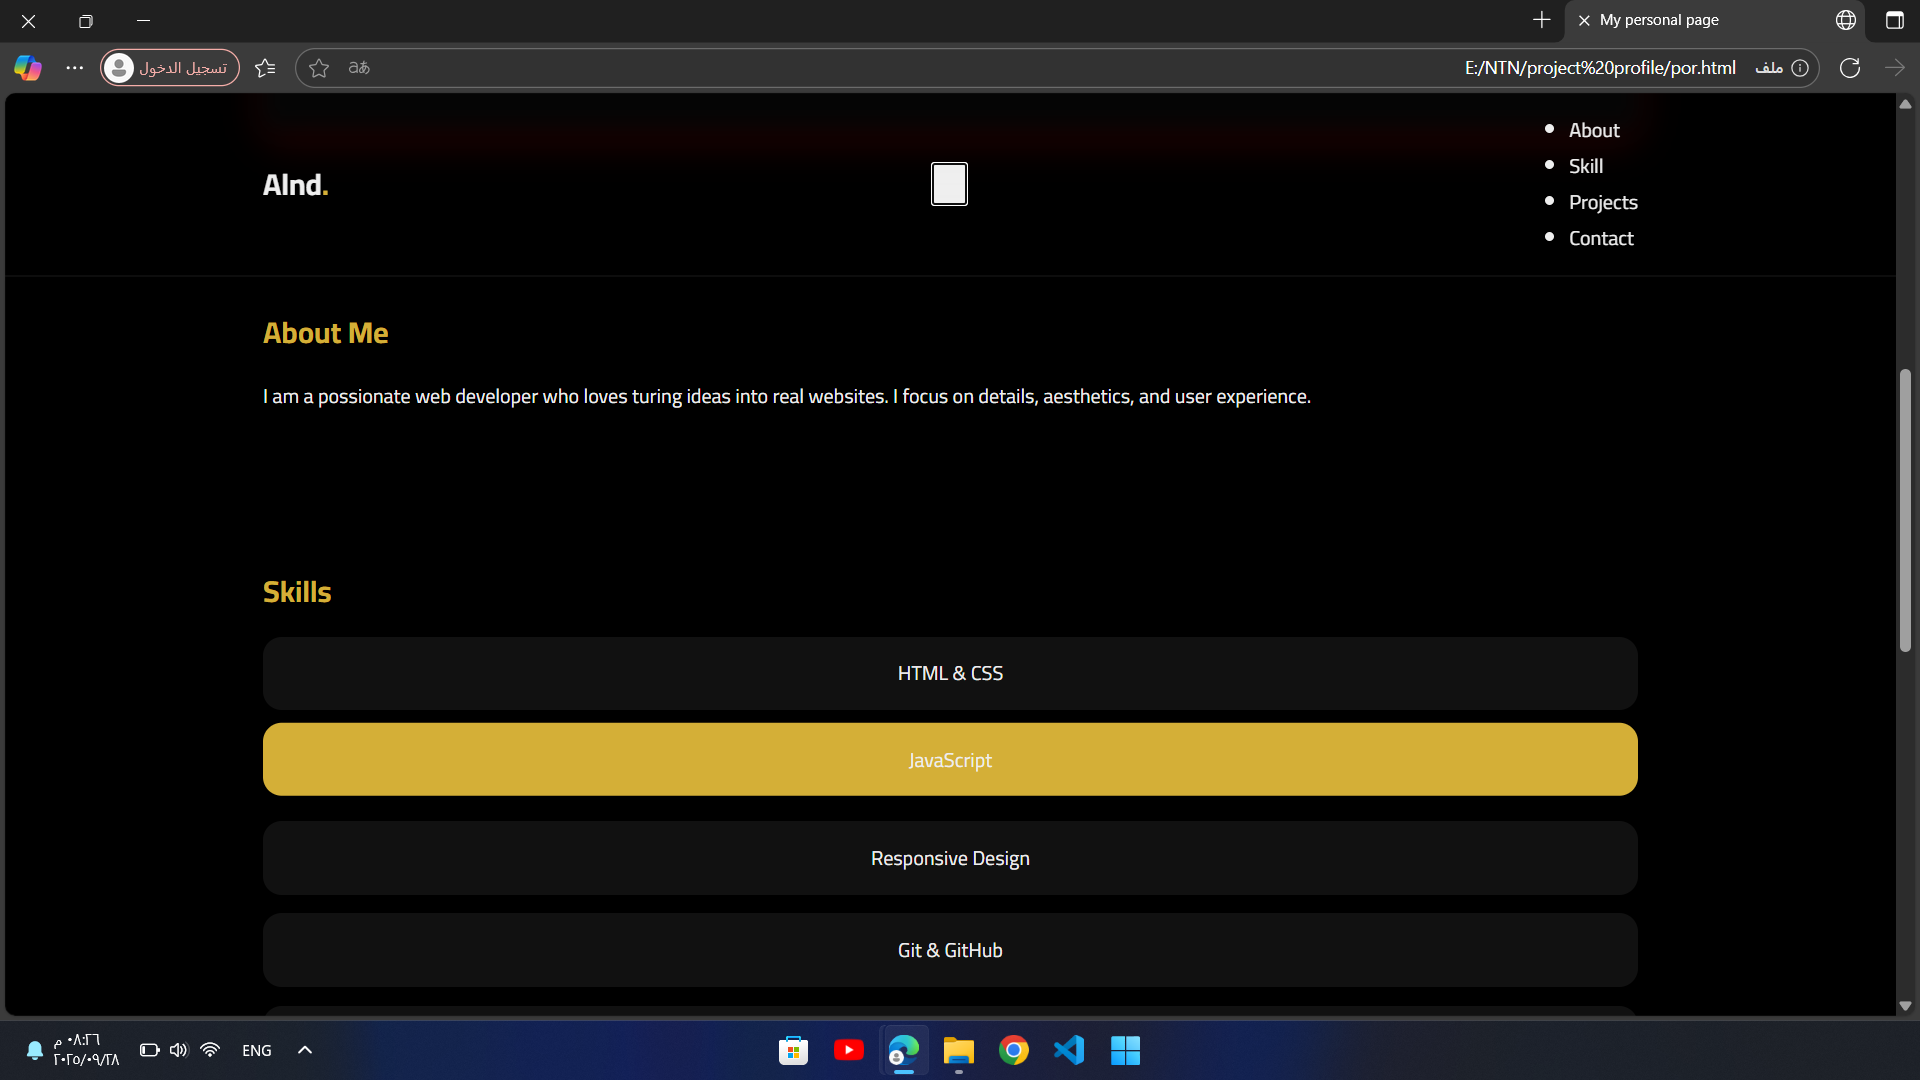 My personal page
E:/NTN/project%20profile/por.html
ملف
aあ
تسجيل الدخول
Alnd.
About
Skill
Projects
Contact
About Me
I am a possionate web developer who loves turing ideas into real websites. I focus on details, aesthetics, and user experience.
Skills
HTML & CSS
JavaScript
Responsive Design
Git & GitHub
٠٨:٢٦ م
٢٠٢٥/٠٩/٢٨
ENG